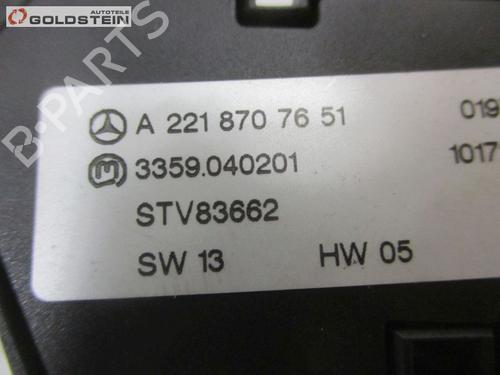 Autoteile
GOLDSTEIN
B-PARTS
A 221 870 76 51 019
3359.040201 1017
STV83662
SW 13 HW 05